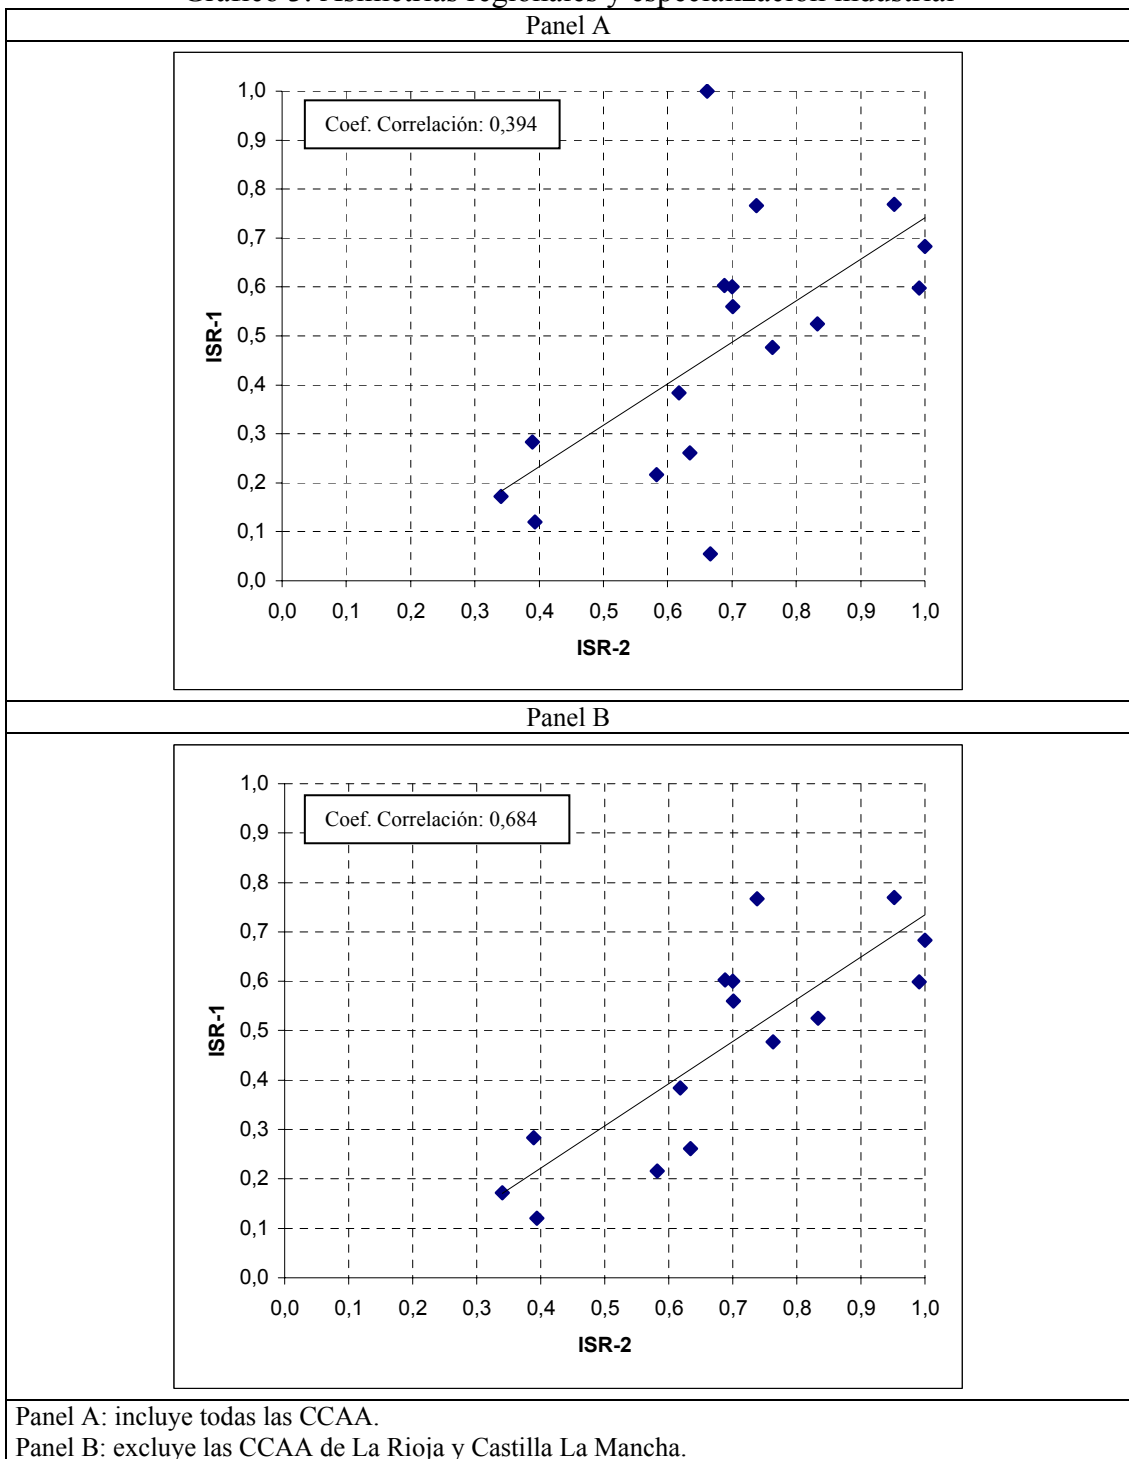 Gráfico 3. Asimetrías regionales y especialización industrial
Panel A
Coef. Correlación: 0,394
1,0
0,9
0,8
0,7
0,6
0,5
0,4
0,3
0,2
0,1
0,0
ISR-1
0,0 0,1 0,2 0,3 0,4 0,5 0,6 0,7 0,8 0,9 1,0
ISR-2
Panel B
Coef. Correlación: 0,684
1,0
0,9
0,8
0,7
0,6
0,5
0,4
0,3
0,2
0,1
0,0
ISR-1
0,0 0,1 0,2 0,3 0,4 0,5 0,6 0,7 0,8 0,9 1,0
ISR-2
Panel A: incluye todas las CCAA.
Panel B: excluye las CCAA de La Rioja y Castilla La Mancha.